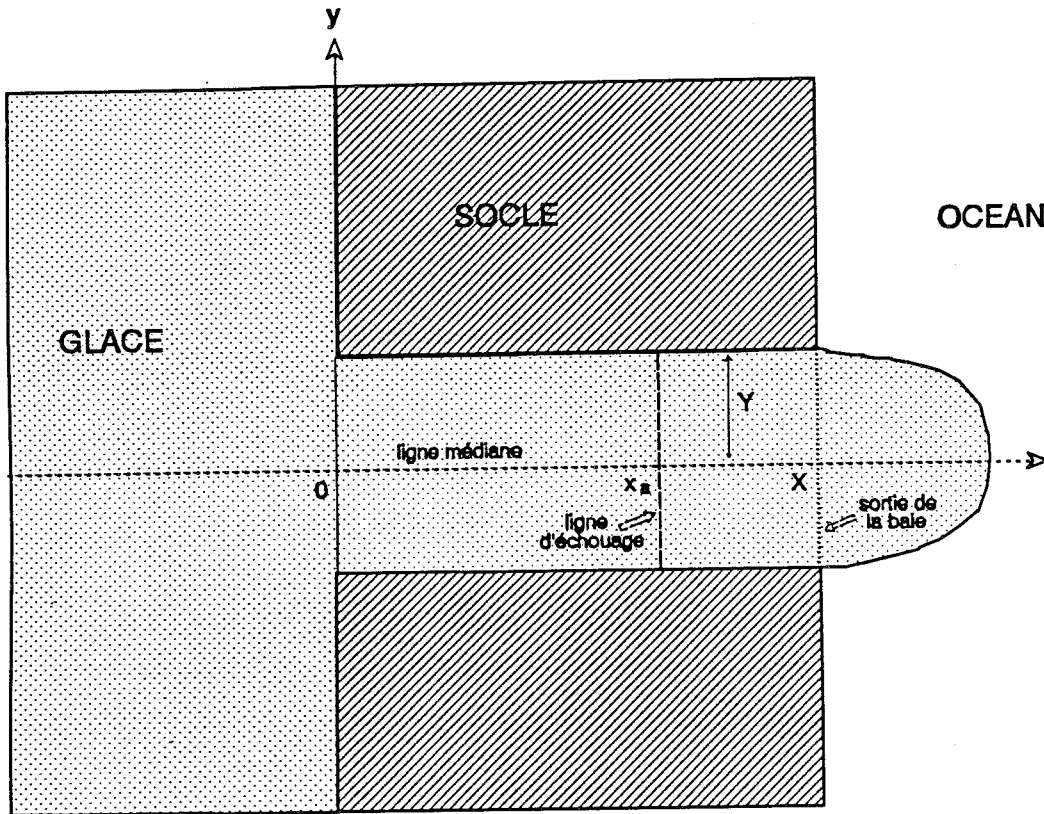 y
SOCLE
OCEAN
GLACE
Y
ligne médiane
0
x a
X
ligne
d'échouage
sortie de
la baie